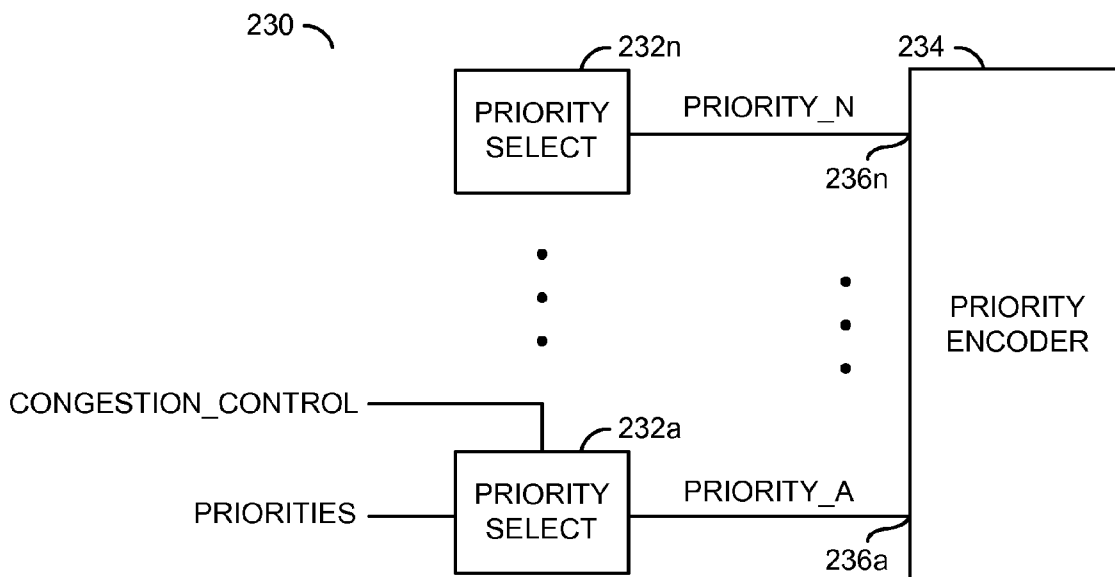 230
232n
234
PRIORITY
SELECT
PRIORITY_N
236n
PRIORITY
ENCODER
CONGESTION_CONTROL
232a
PRIORITIES
PRIORITY
SELECT
PRIORITY_A
236a